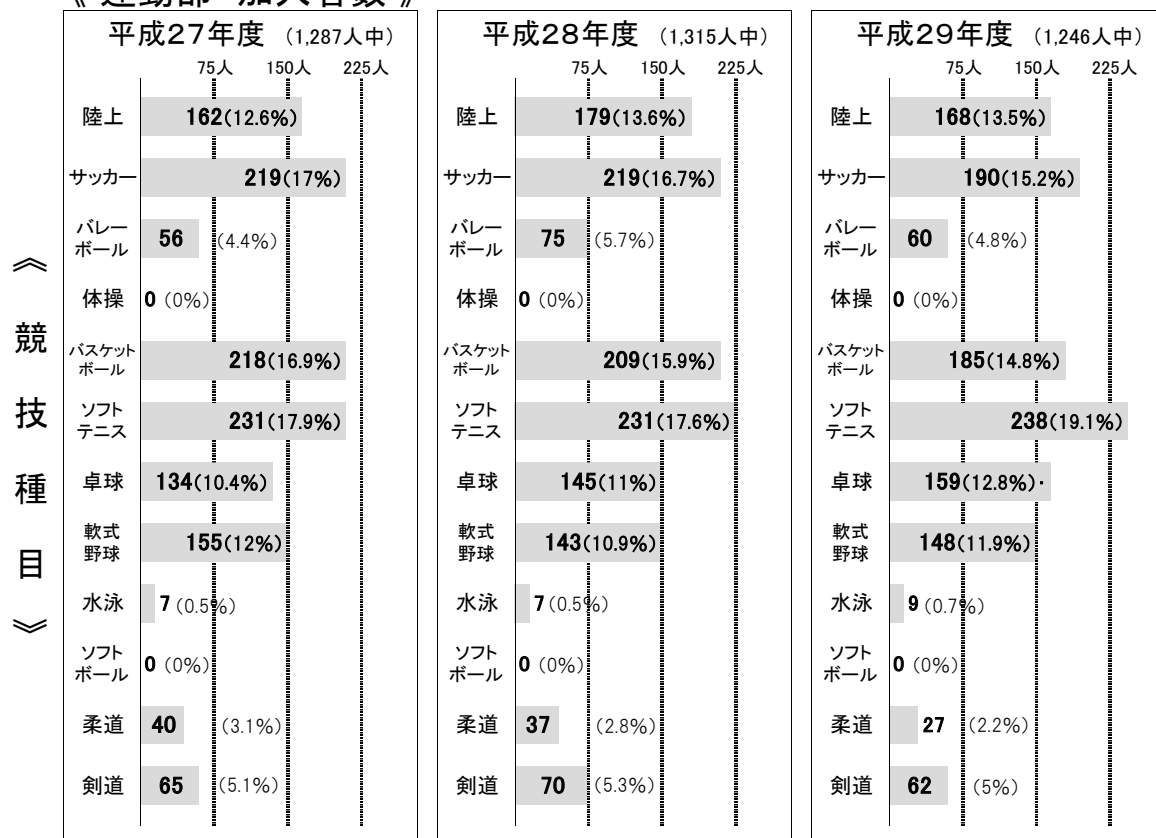 《 運動部 加入者数 》
平成27年度 （1,287人中）
75人 150人 225人
陸上 162(12.6%)
サッカー 219(17%)
バレー
ボール 56 (4.4%)
体操 0 (0%)
バスケット
ボール 218(16.9%)
ソフト
テニス 231(17.9%)
卓球 134(10.4%)
軟式
野球 155(12%)
水泳 7 (0.5%)
ソフト
ボール 0 (0%)
柔道 40 (3.1%)
剣道 65 (5.1%)
平成28年度 （1,315人中）
75人 150人 225人
陸上 179(13.6%)
サッカー 219(16.7%)
バレー
ボール 75 (5.7%)
体操 0 (0%)
バスケット
ボール 209(15.9%)
ソフト
テニス 231(17.6%)
卓球 145(11%)
軟式
野球 143(10.9%)
水泳 7 (0.5%)
ソフト
ボール 0 (0%)
柔道 37 (2.8%)
剣道 70 (5.3%)
平成29年度 （1,246人中）
75人 150人 225人
陸上 168(13.5%)
サッカー 190(15.2%)
バレー
ボール 60 (4.8%)
体操 0 (0%)
バスケット
ボール 185(14.8%)
ソフト
テニス 238(19.1%)
卓球 159(12.8%)･
軟式
野球 148(11.9%)
水泳 9 (0.7%)
ソフト
ボール 0 (0%)
柔道 27 (2.2%)
剣道 62 (5%)
《 競技種目 》